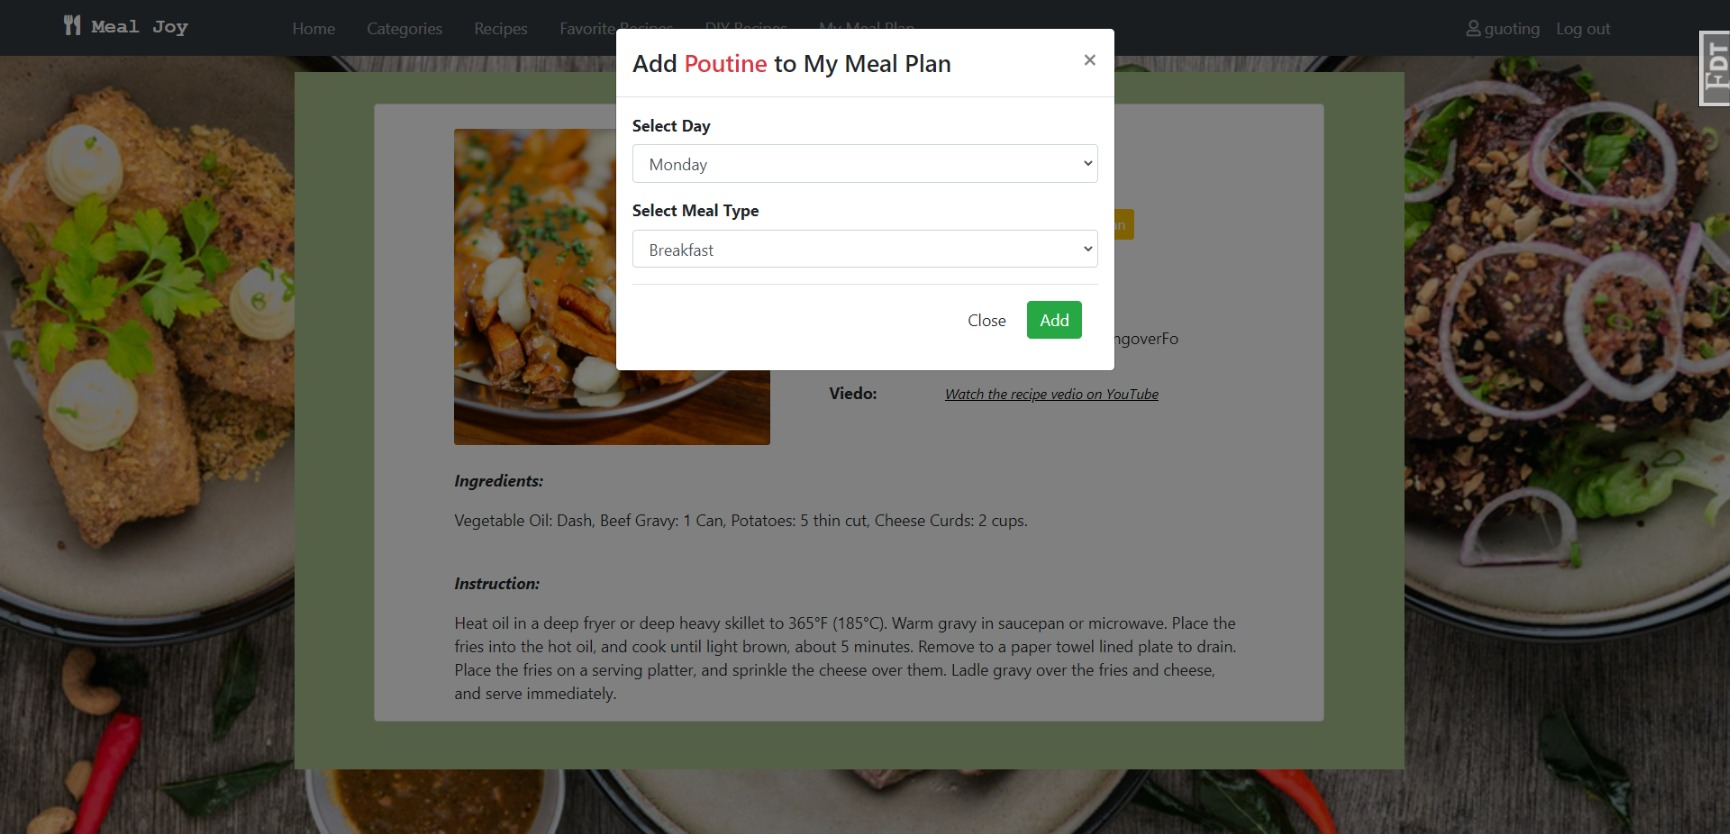 Meal Joy Home Categories Recipes Favorite Recipes DIY Recipes My Meal Plan guoting Log out
EDT
Add Poutine to My Meal Plan ×
Select Day
Monday
Select Meal Type
Breakfast
Close Add
Viedo: Watch the recipe vedio on YouTube
Ingredients:
Vegetable Oil: Dash, Beef Gravy: 1 Can, Potatoes: 5 thin cut, Cheese Curds: 2 cups.
Instruction:
Heat oil in a deep fryer or deep heavy skillet to 365°F (185°C). Warm gravy in saucepan or microwave. Place the
fries into the hot oil, and cook until light brown, about 5 minutes. Remove to a paper towel lined plate to drain.
Place the fries on a serving platter, and sprinkle the cheese over them. Ladle gravy over the fries and cheese,
and serve immediately.